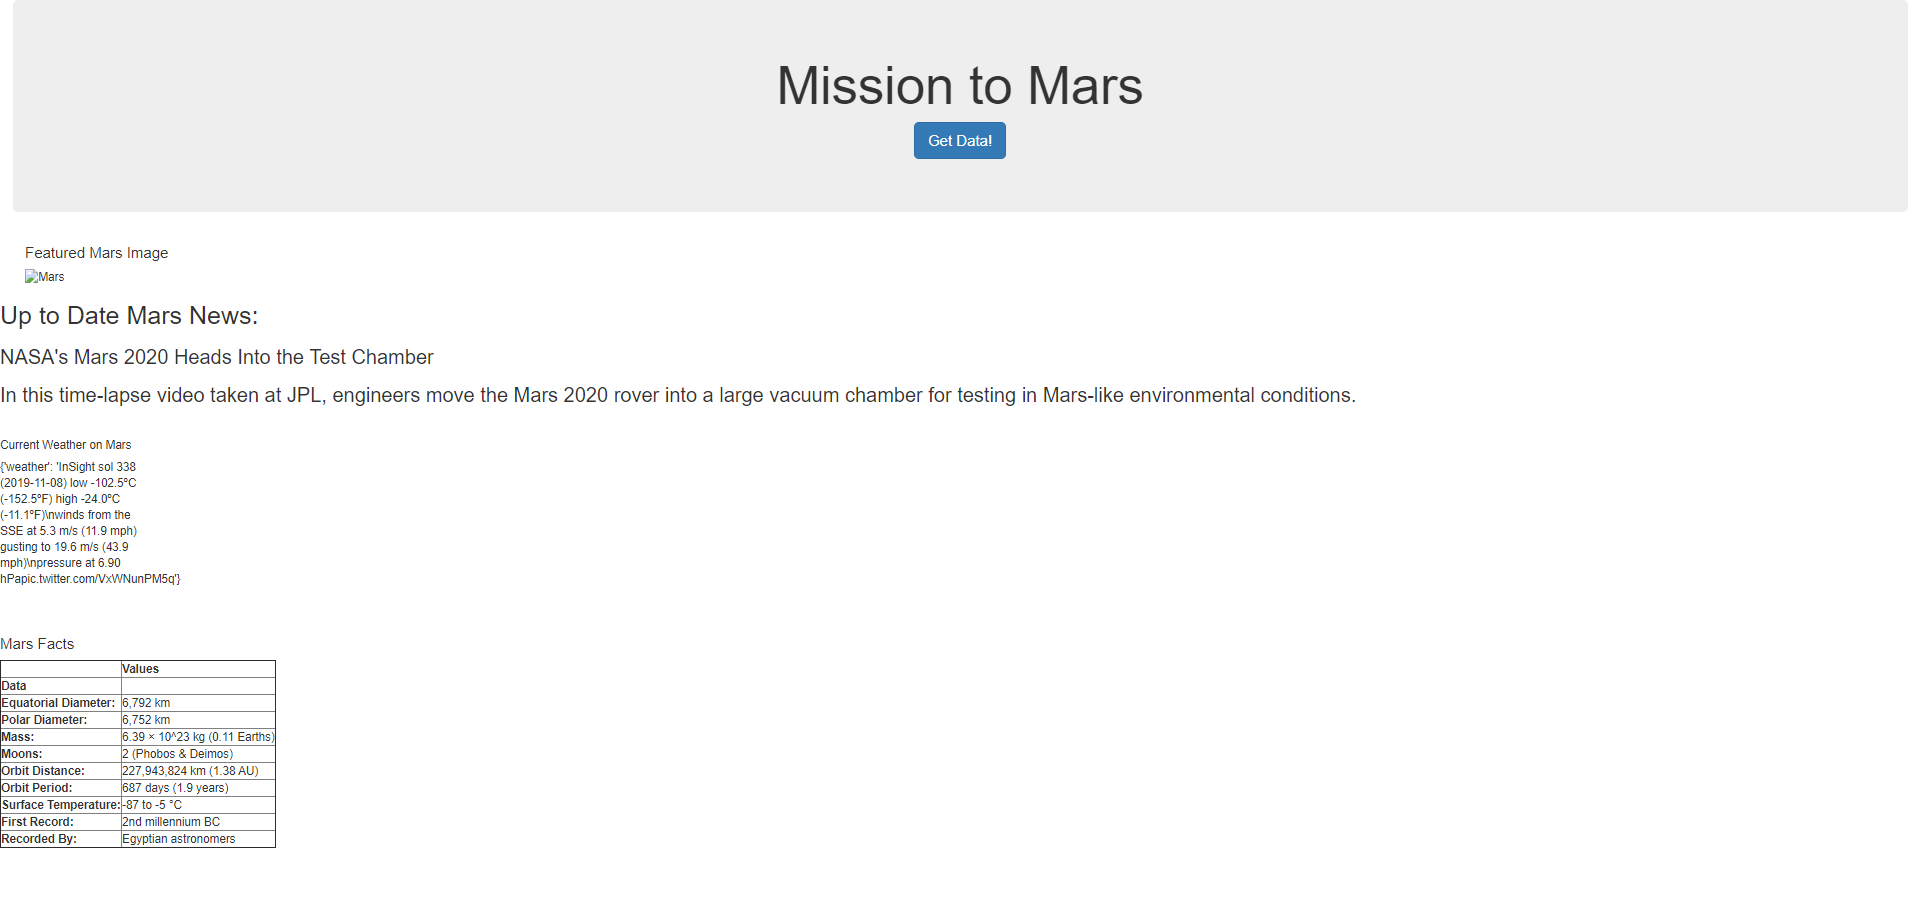 Mission to Mars
Get Data!
Featured Mars Image
Mars
Up to Date Mars News:
NASA's Mars 2020 Heads Into the Test Chamber
In this time-lapse video taken at JPL, engineers move the Mars 2020 rover into a large vacuum chamber for testing in Mars-like environmental conditions.
Current Weather on Mars
{'weather': 'InSight sol 338
(2019-11-08) low -102.5ºC
(-152.5ºF) high -24.0ºC
(-11.1ºF)\nwinds from the
SSE at 5.3 m/s (11.9 mph)
gusting to 19.6 m/s (43.9
mph)\npressure at 6.90
hPapic.twitter.com/VxWNunPM5q'}
Mars Facts
Values
Data
Equatorial Diameter: 6,792 km
Polar Diameter: 6,752 km
Mass: 6.39 × 10^23 kg (0.11 Earths)
Moons: 2 (Phobos & Deimos)
Orbit Distance: 227,943,824 km (1.38 AU)
Orbit Period: 687 days (1.9 years)
Surface Temperature: -87 to -5 °C
First Record: 2nd millennium BC
Recorded By: Egyptian astronomers